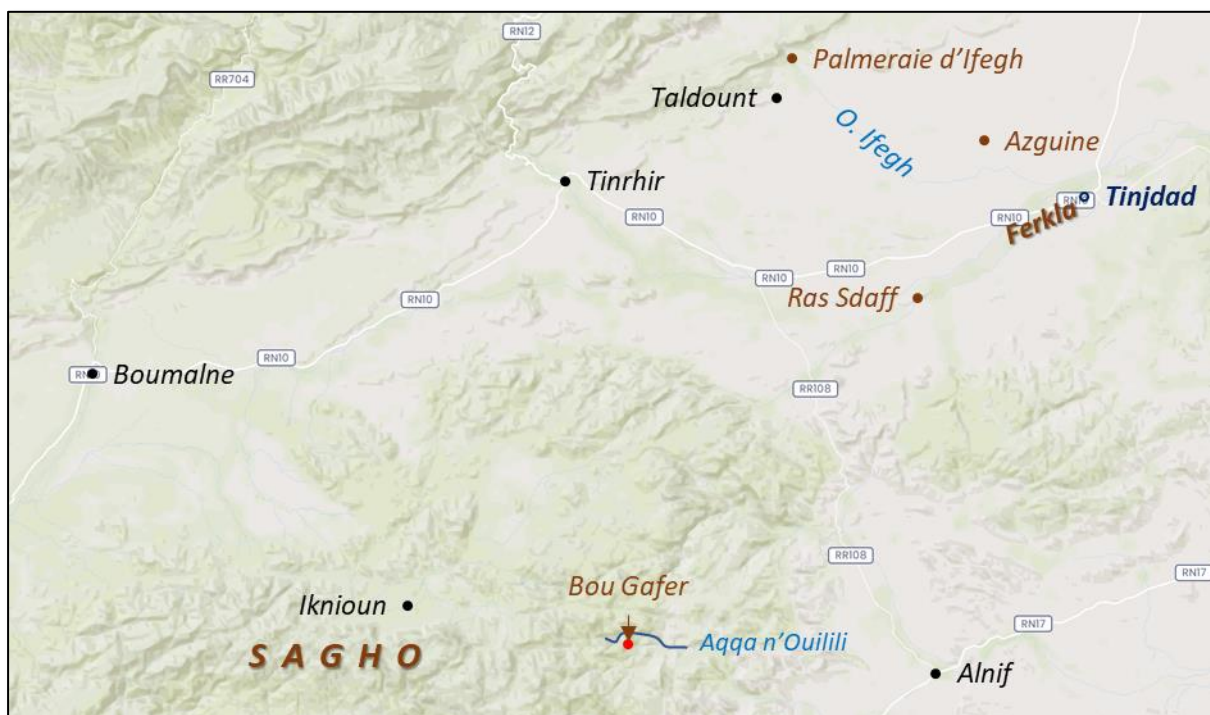 RN12
RR704
Palmeraie d’Ifegh
Taldount
O. Ifegh
Azguine
Tinrhir
Tinjdad
RN10
RN10
Ferkla
RN10
RN10
RN10
Ras Sdaff
RN10
Boumalne
RR108
RR108
RN17
Bou Gafer
Iknioun
RN17
SAGHO
Aqqa n’Ouilili
Alnif